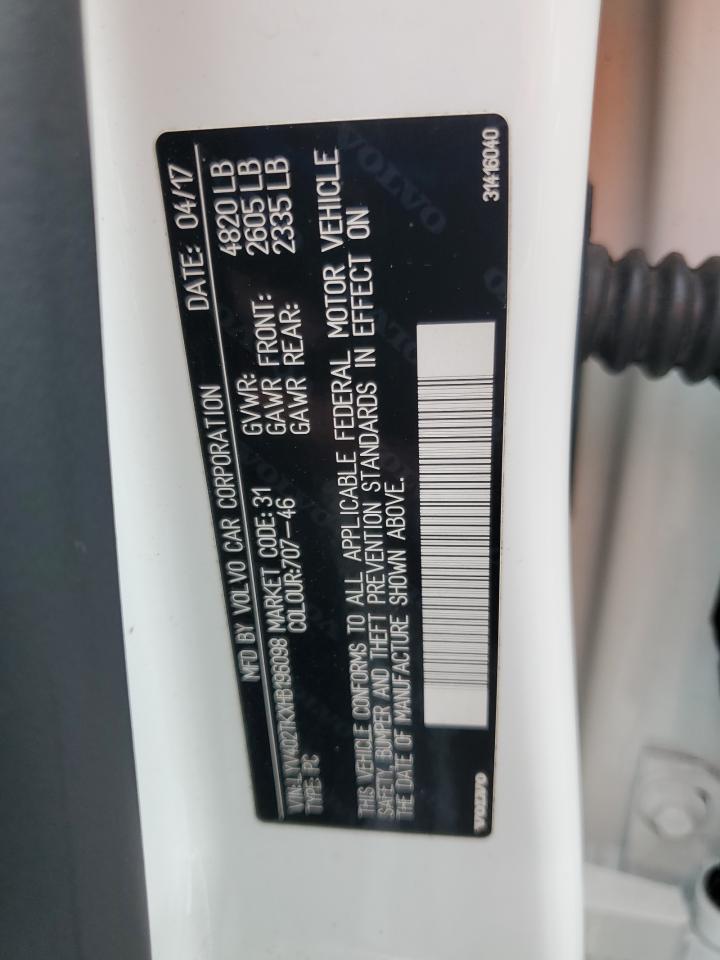 MFD BY VOLVO CAR CORPORATION DATE: 04/17
GVWR: 4820 LB
GAWR FRONT: 2605 LB
GAWR REAR: 2335 LB
VIN: LYV402TKXHB196098 MARKET CODE: 31
TYPE: PC COLOUR:707-46
THIS VEHICLE CONFORMS TO ALL APPLICABLE FEDERAL MOTOR VEHICLE
SAFETY, BUMPER AND THEFT PREVENTION STANDARDS IN EFFECT ON
THE DATE OF MANUFACTURE SHOWN ABOVE.
VOLVO 31416040